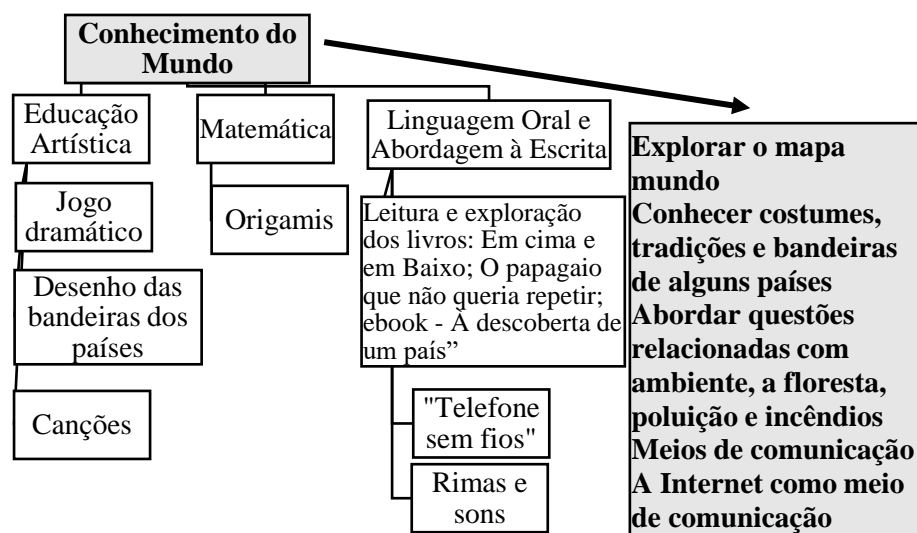 Conhecimento do
Mundo
Educação
Artística
Jogo
dramático
Desenho das
bandeiras dos
países
Canções
Matemática
Origamis
Linguagem Oral e
Abordagem à Escrita
Leitura e exploração
dos livros: Em cima e
em Baixo; O papagaio
que não queria repetir;
ebook - À descoberta de
um país”
"Telefone
sem fios"
Rimas e
sons
Explorar o mapa
mundo
Conhecer costumes,
tradições e bandeiras
de alguns países
Abordar questões
relacionadas com
ambiente, a floresta,
poluição e incêndios
Meios de comunicação
A Internet como meio
de comunicação